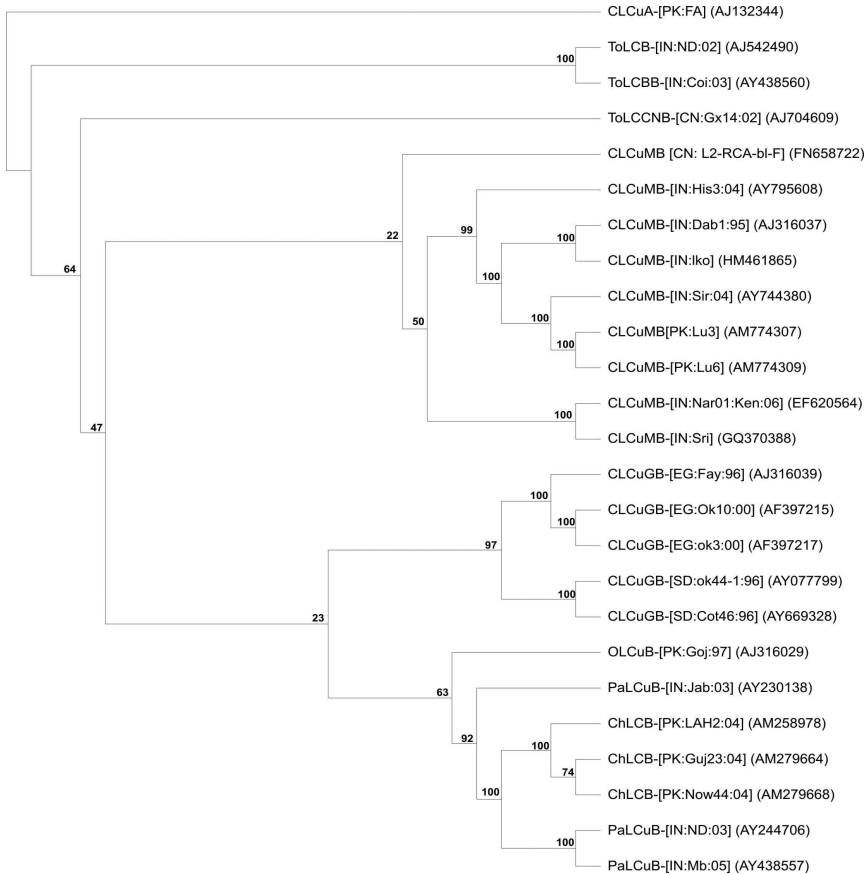 CLCuA-[PK:FA] (AJ132344)
ToLCB-[IN:ND:02] (AJ542490)
100
ToLCBB-[IN:Coi:03] (AY438560)
ToLCCNB-[CN:Gx14:02] (AJ704609)
CLCuMB [CN: L2-RCA-bl-F] (FN658722)
CLCuMB-[IN:His3:04] (AY795608)
CLCuMB-[IN:Dab1:95] (AJ316037)
22
99
100
CLCuMB-[IN:lko] (HM461865)
64
100
CLCuMB-[IN:Sir:04] (AY744380)
50
100
CLCuMB[PK:Lu3] (AM774307)
100
CLCuMB-[PK:Lu6] (AM774309)
CLCuMB-[IN:Nar01:Ken:06] (EF620564)
47
100
CLCuMB-[IN:Sri] (GQ370388)
CLCuGB-[EG:Fay:96] (AJ316039)
100
CLCuGB-[EG:Ok10:00] (AF397215)
100
CLCuGB-[EG:ok3:00] (AF397217)
97
CLCuGB-[SD:ok44-1:96] (AY077799)
100
CLCuGB-[SD:Cot46:96] (AY669328)
23
OLCuB-[PK:Goj:97] (AJ316029)
63
PaLCuB-[IN:Jab:03] (AY230138)
ChLCB-[PK:LAH2:04] (AM258978)
92
100
ChLCB-[PK:Guj23:04] (AM279664)
74
ChLCB-[PK:Now44:04] (AM279668)
100
PaLCuB-[IN:ND:03] (AY244706)
100
PaLCuB-[IN:Mb:05] (AY438557)